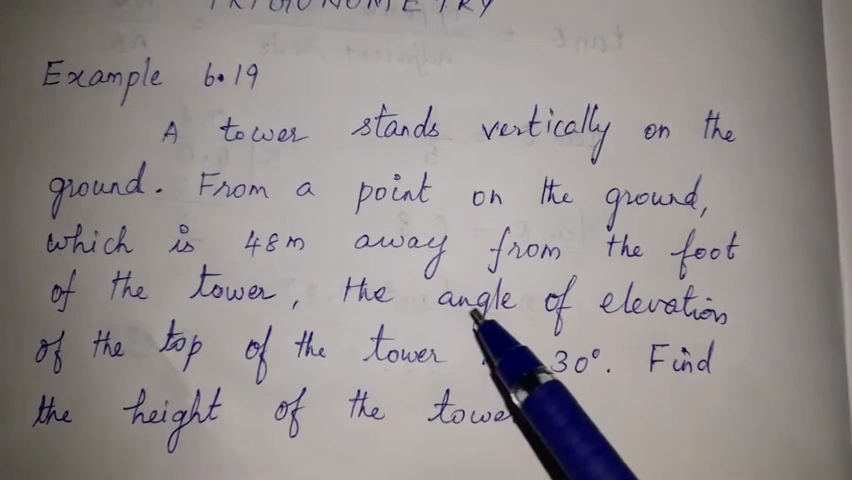 TRIGONOMETRY
Example 6.19
A tower stands vertically on the
ground. From a point on the ground,
which is 48m away from the foot
of the tower, the angle of elevation
of the top of the tower 30°. Find
the height of the